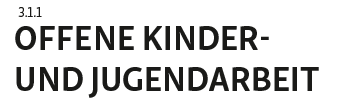 3.1.1
OFFENE KINDER-
UND JUGENDARBEIT